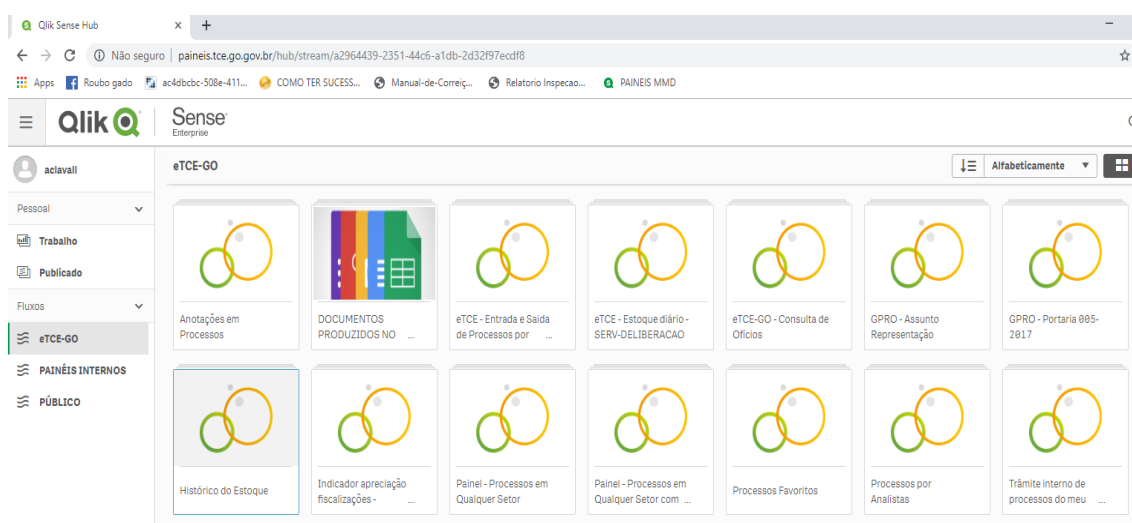 Qlik Sense Hub
Não seguro | paineis.tce.go.gov.br/hub/stream/a2964439-2351-44c6-a1db-2d32f97ecdf8
Apps Roubo gado ac4dbcbc-508e-411... COMO TER SUCESS... Manual-de-Correiç... Relatorio Inspecao... PAINEIS MMD
Qlik Sense
Enterprise
aclavall
eTCE-GO
Alfabeticamente
Pessoal
Trabalho
Publicado
Fluxos
eTCE-GO
PAINÉIS INTERNOS
PÚBLICO
Anotações em
Processos
DOCUMENTOS
PRODUZIDOS NO ...
eTCE - Entrada e Saida
de Processos por ...
eTCE - Estoque diário -
SERV-DELIBERACAO
eTCE-GO - Consulta de
Ofícios
GPRO - Assunto
Representação
GPRO - Portaria 005-
2017
Histórico do Estoque
Indicador apreciação
fiscalizações - ...
Painel - Processos em
Qualquer Setor
Painel - Processos em
Qualquer Setor com ...
Processos Favoritos
Processos por
Analistas
Trâmite interno de
processos do meu ...